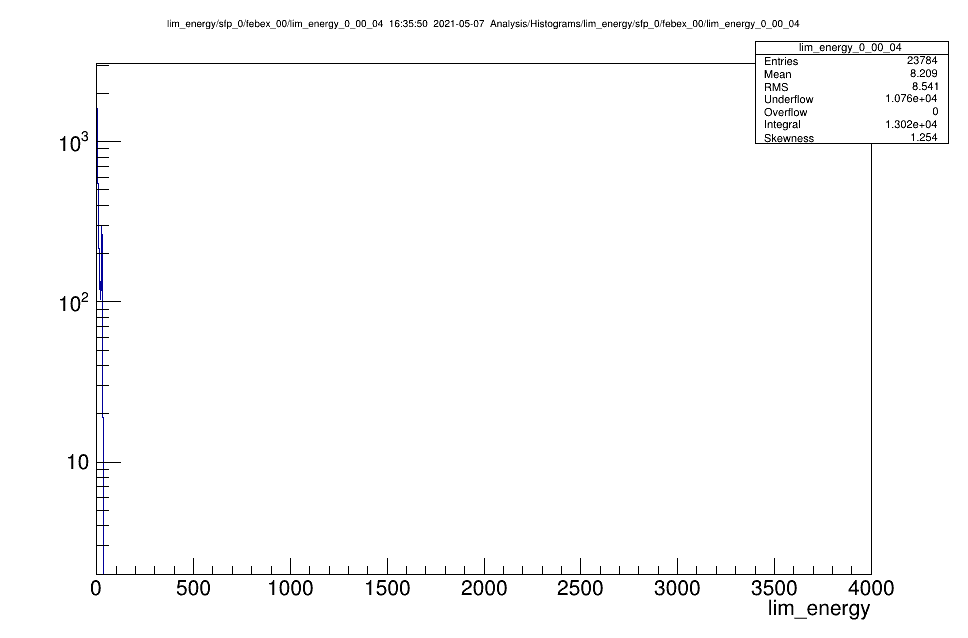 lim_energy/sfp_0/febex_00/lim_energy_0_00_04 16:35:50 2021-05-07 Analysis/Histograms/lim_energy/sfp_0/febex_00/lim_energy_0_00_04
lim_energy_0_00_04
Entries 23784
Mean 8.209
RMS 8.541
Underflow 1.076e+04
Overflow 0
Integral 1.302e+04
Skewness 1.254
10³
10²
10
0 500 1000 1500 2000 2500 3000 3500 4000
lim_energy